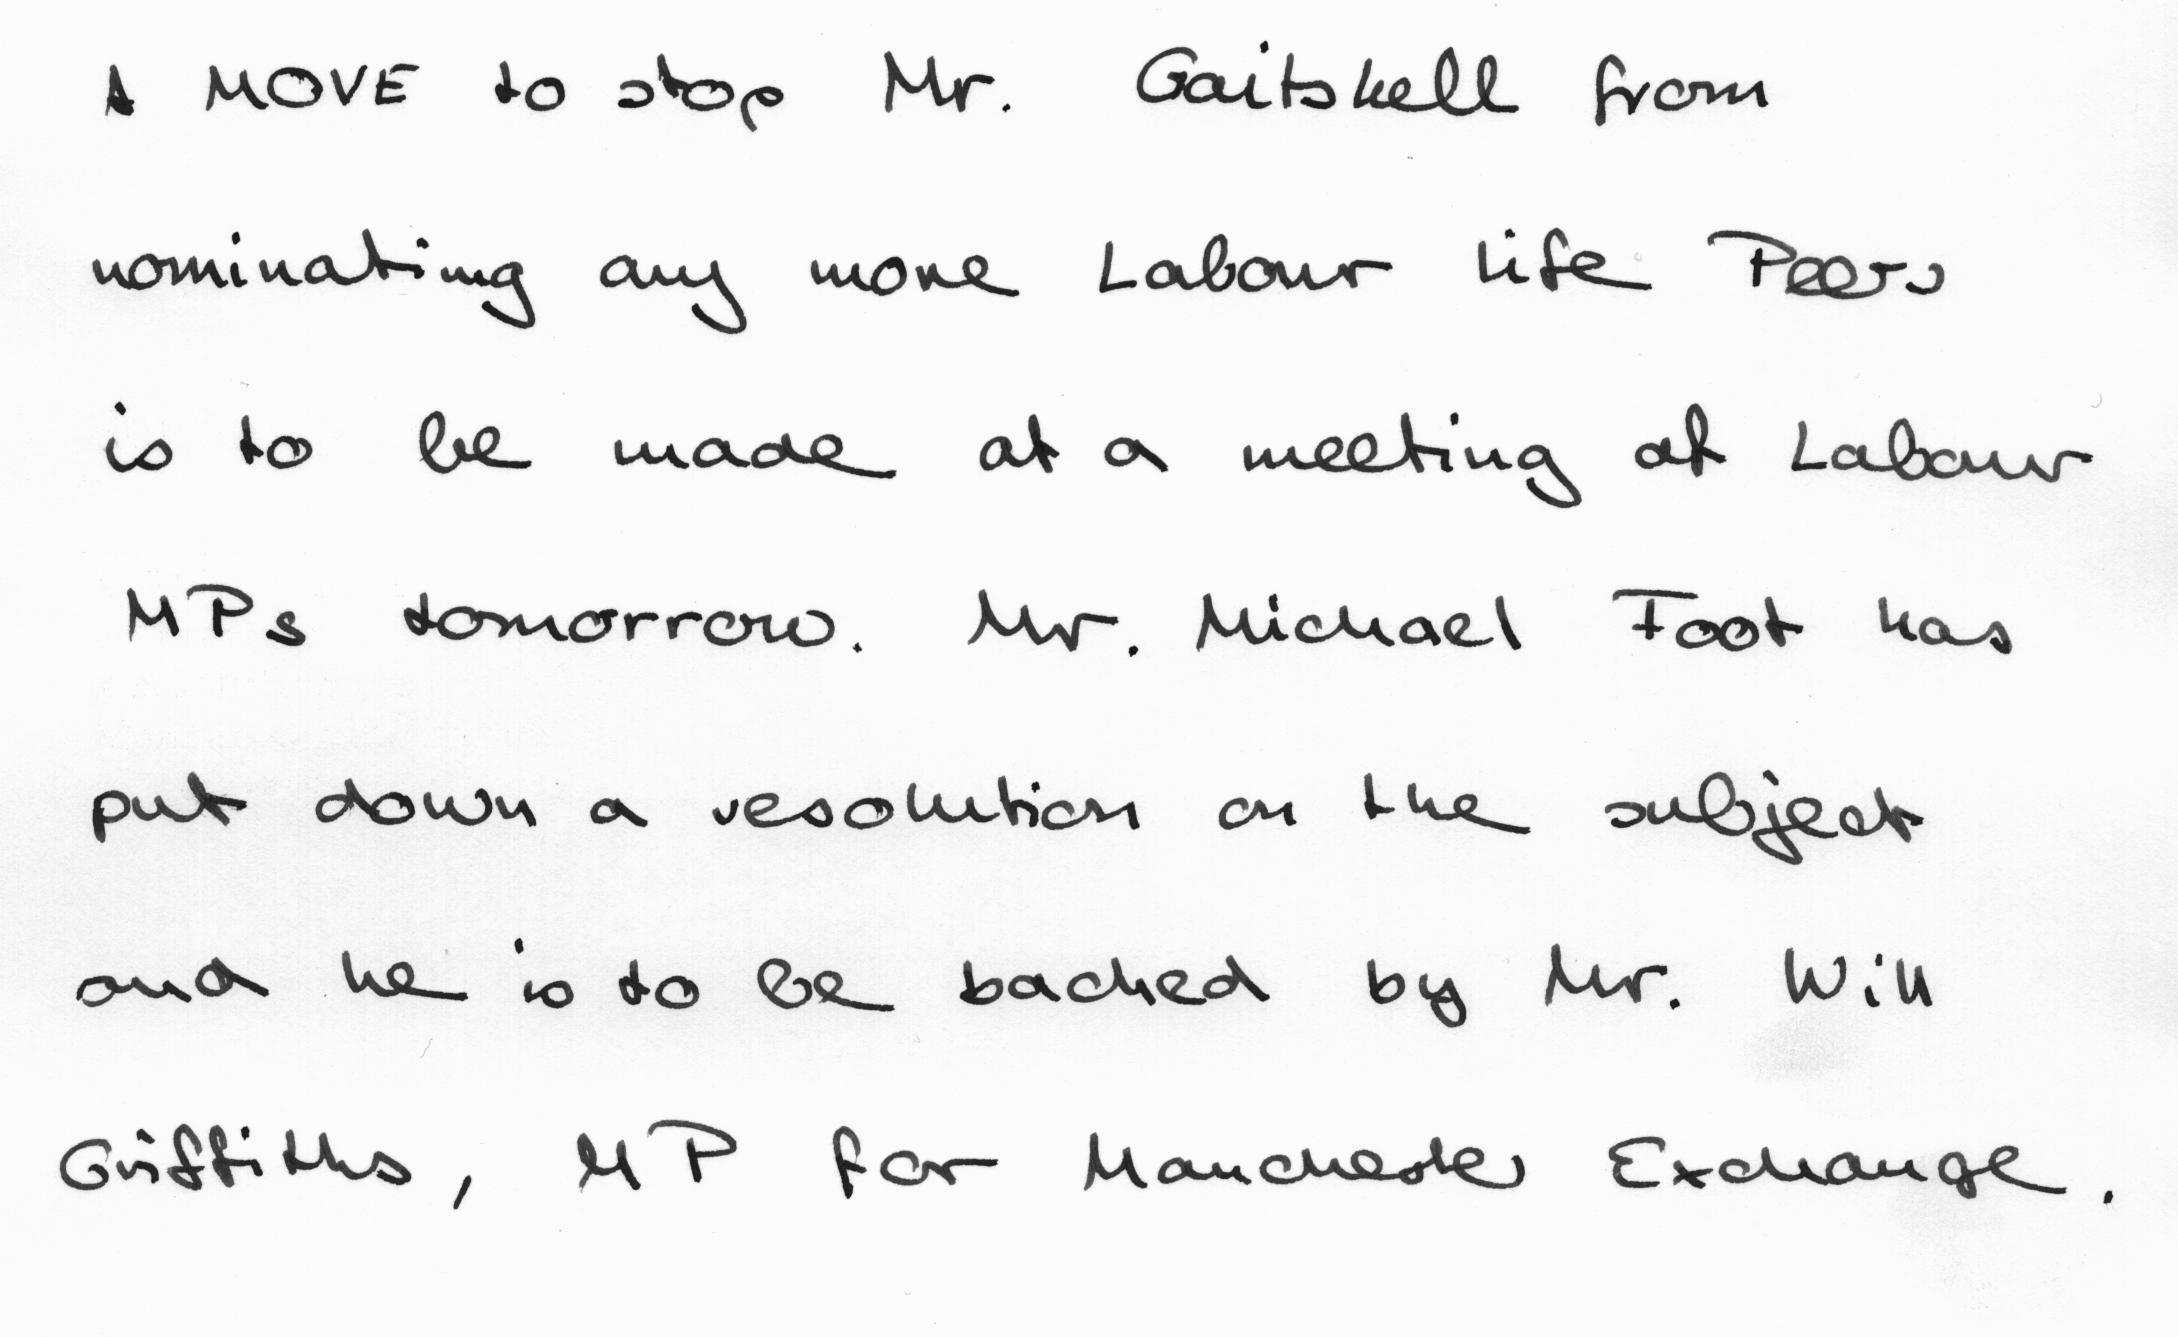 A MOVE to stop Mr. Gaitskell from
nominating any more Labour life Peers
is to be made at a meeting of Labour
MPs tomorrow. Mr. Michael Foot has
put down a resolution on the subject
and he is to be backed by Mr. Will
Griffiths, MP for Manchester Exchange.